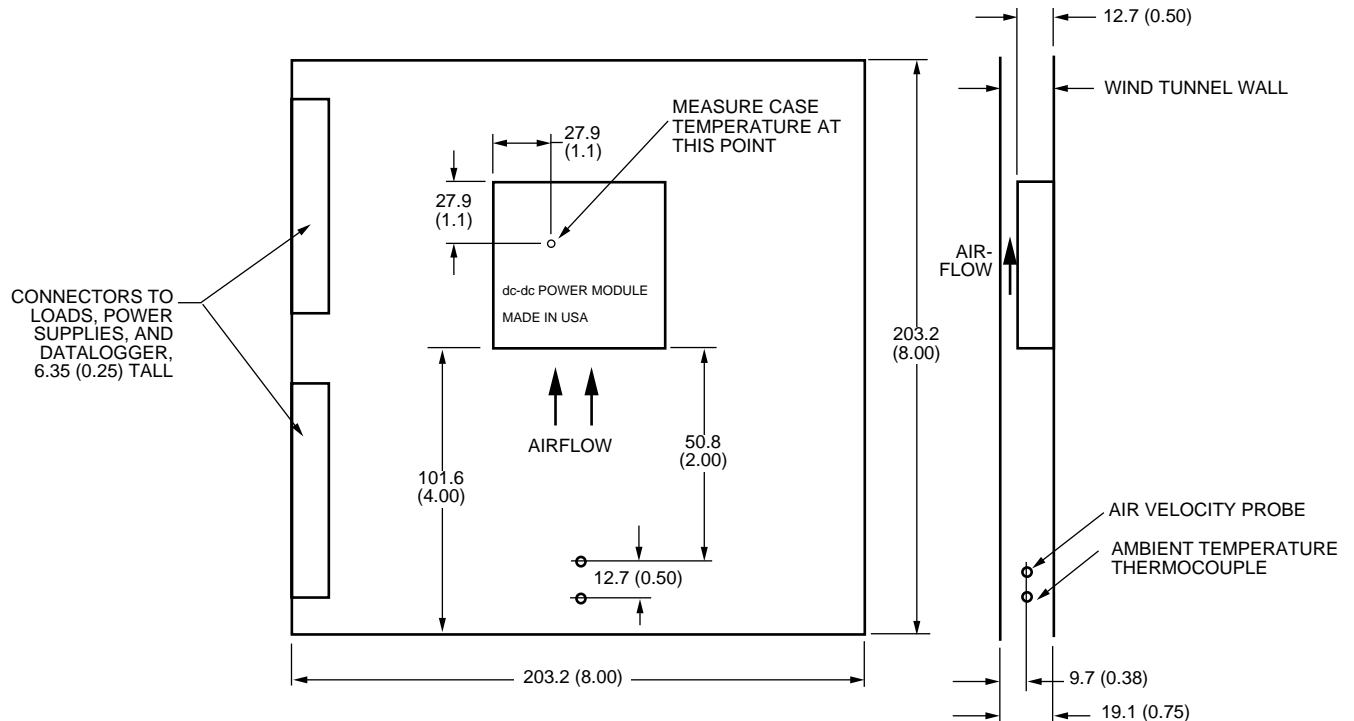 12.7 (0.50)
WIND TUNNEL WALL
MEASURE CASE
TEMPERATURE AT
THIS POINT
27.9
(1.1)
27.9
(1.1)
AIR-
FLOW
dc-dc POWER MODULE
MADE IN USA
CONNECTORS TO
LOADS, POWER
SUPPLIES, AND
DATALOGGER,
6.35 (0.25) TALL
203.2
(8.00)
AIRFLOW
50.8
(2.00)
101.6
(4.00)
AIR VELOCITY PROBE
AMBIENT TEMPERATURE
THERMOCOUPLE
12.7 (0.50)
203.2 (8.00)
9.7 (0.38)
19.1 (0.75)